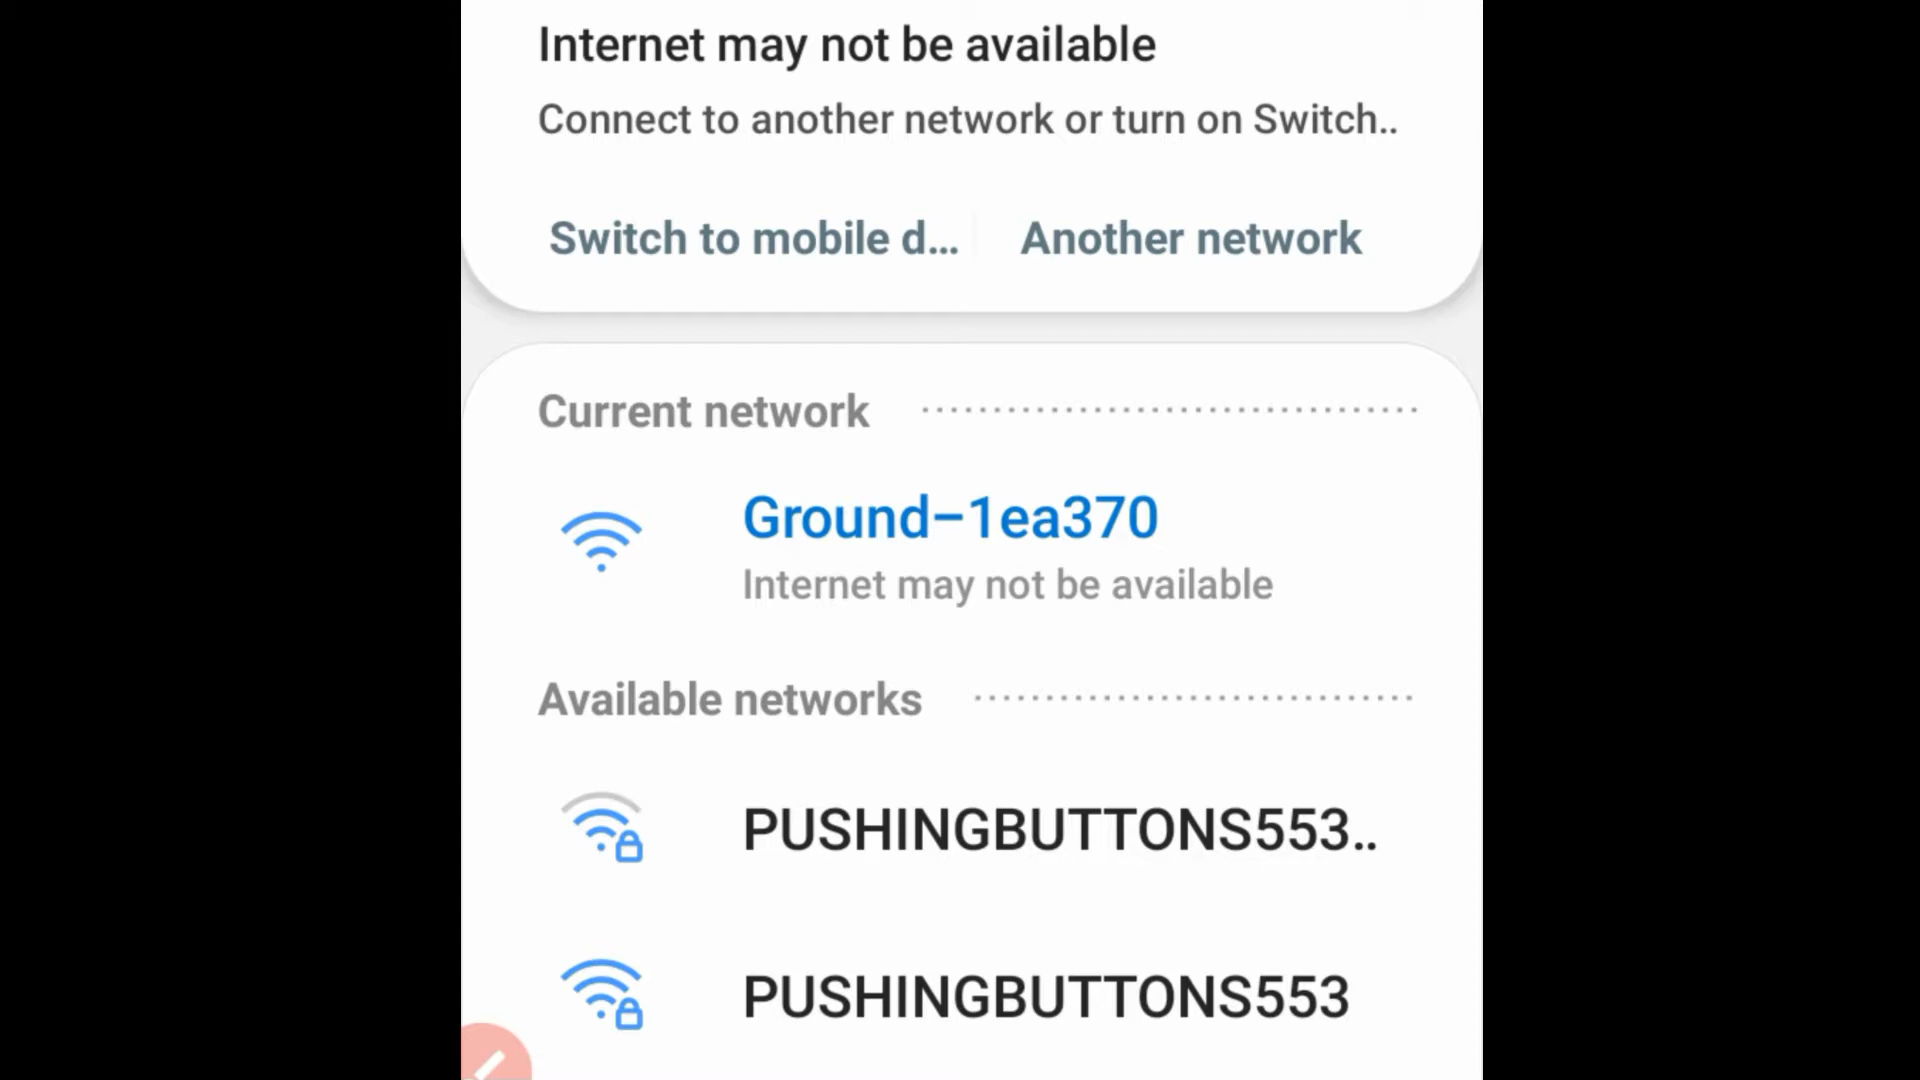 Internet may not be available
Connect to another network or turn on Switch..
Switch to mobile d... Another network
Current network
Ground-1ea370
Internet may not be available
Available networks
PUSHINGBUTTONS553..
PUSHINGBUTTONS553